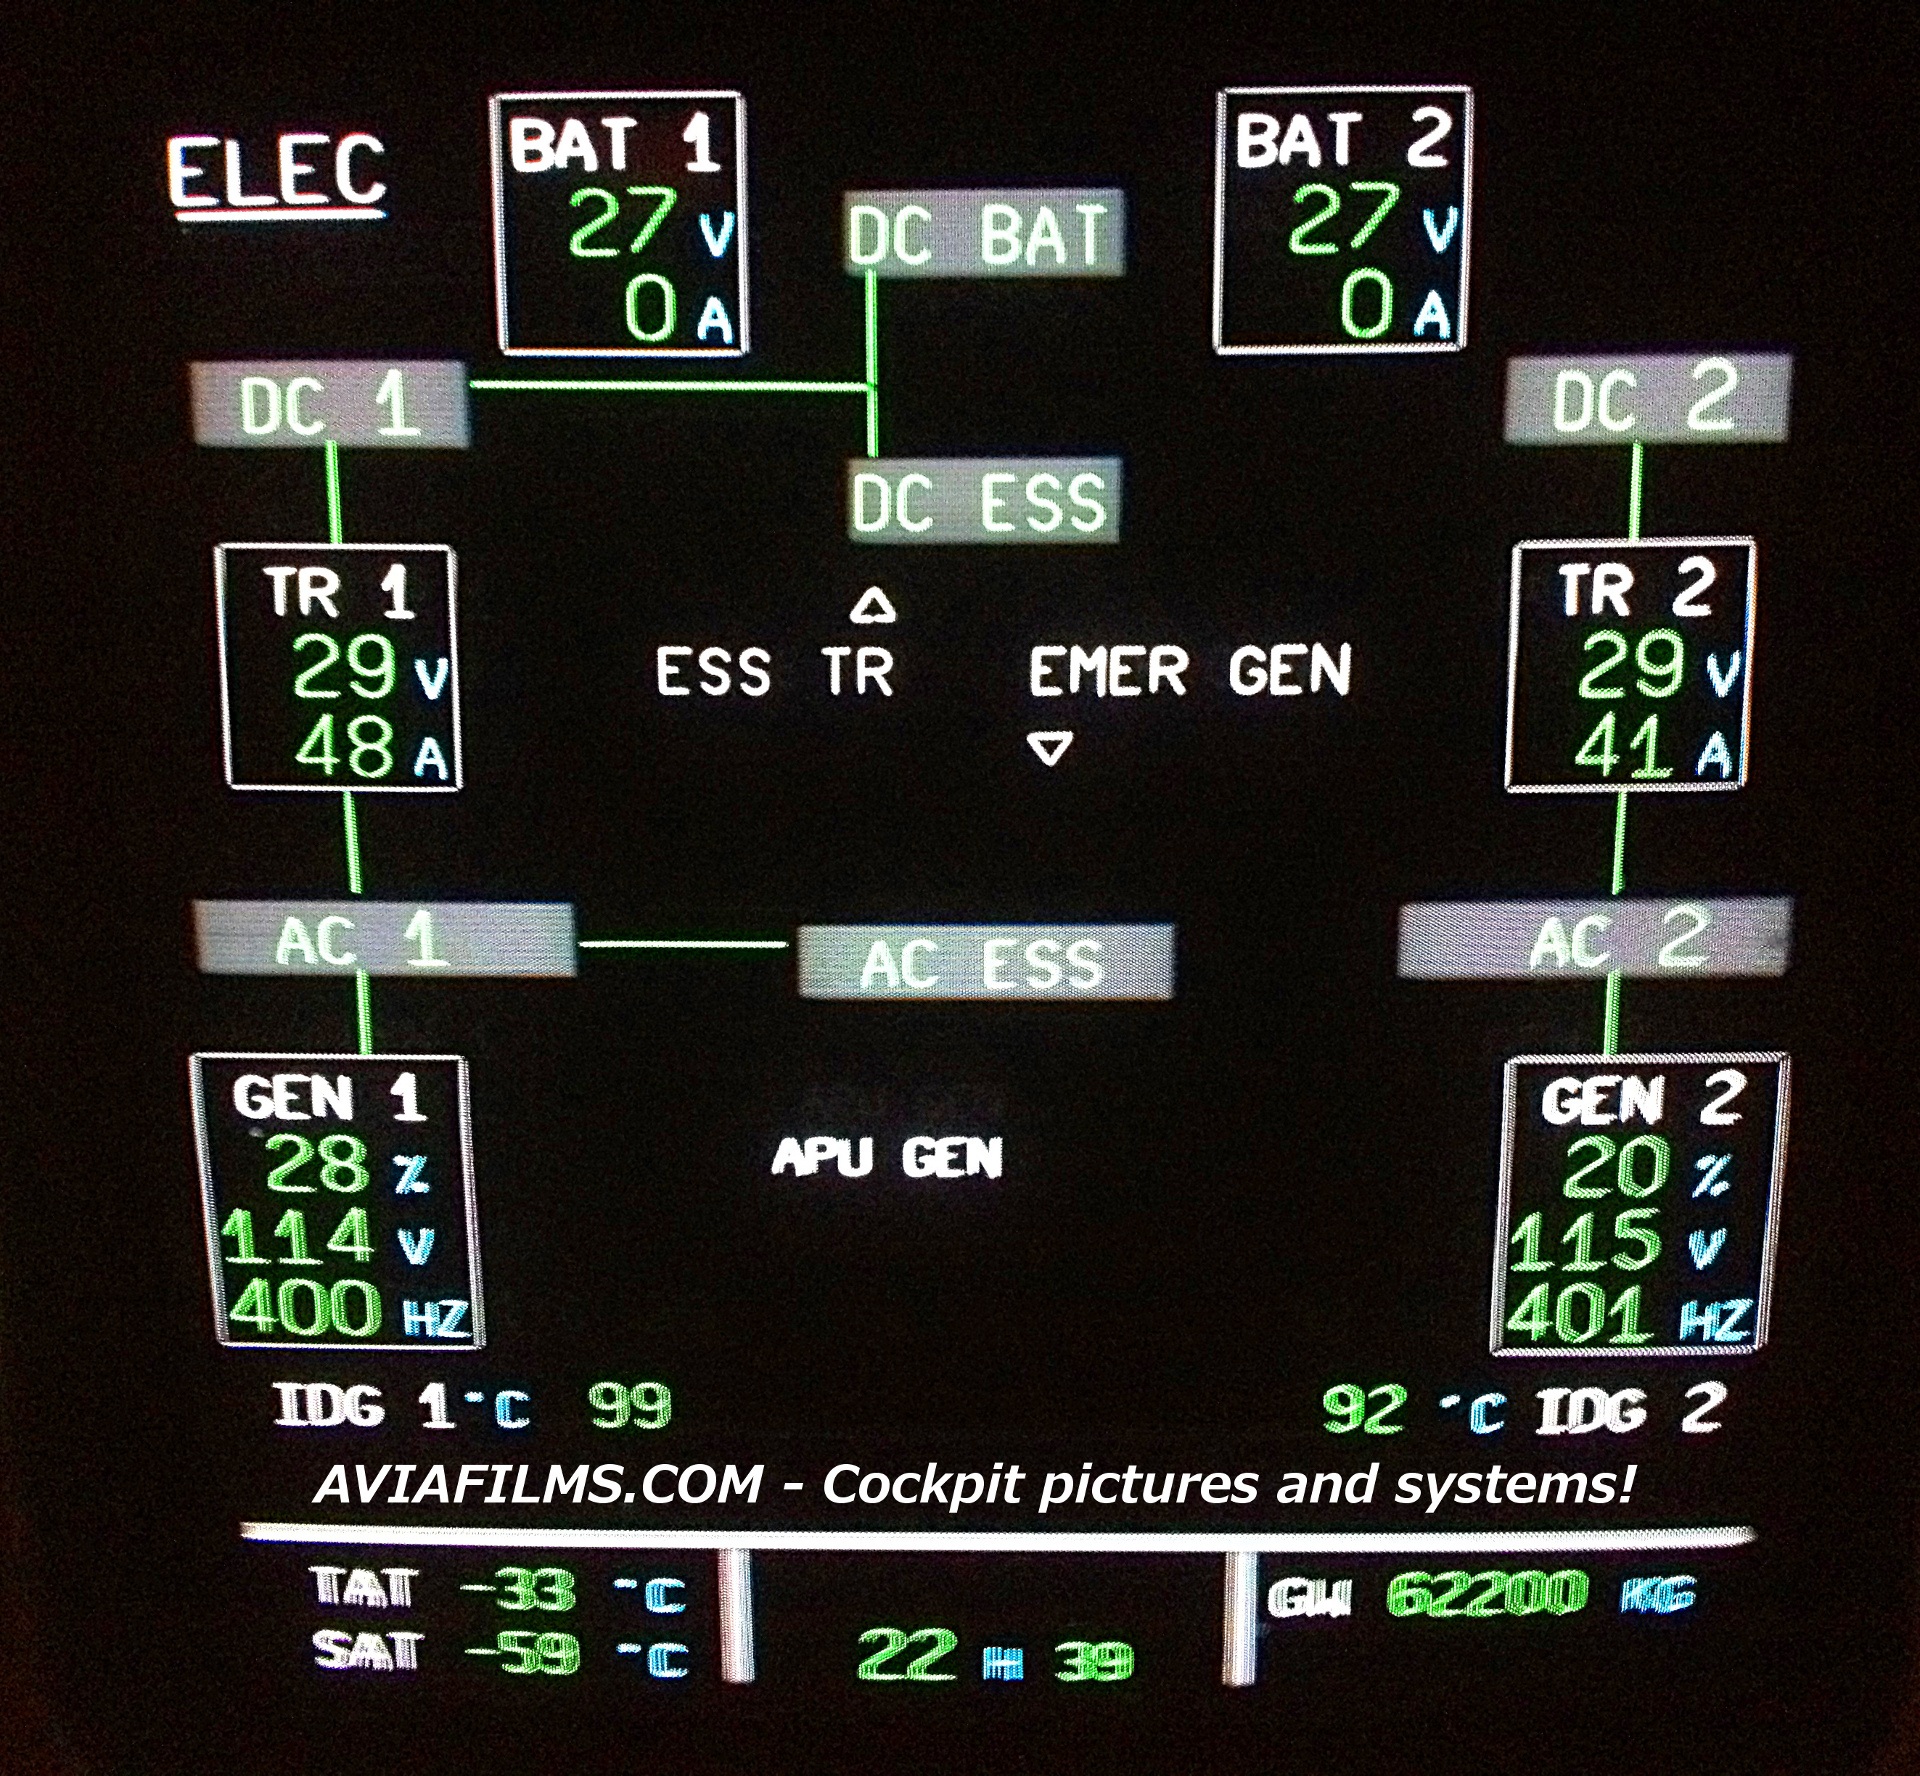 ELEC
BAT 1
27 V
0 A
DC BAT
BAT 2
27 V
0 A
DC 1
DC 2
DC ESS
TR 1
29 V
48 A
ESS TR
EMER GEN
TR 2
29 V
41 A
AC 1
AC ESS
AC 2
GEN 1
28 %
114 V
400 HZ
APU GEN
GEN 2
20 %
115 V
401 HZ
IDG 1 °C 99
92 °C IDG 2
AVIAFILMS.COM - Cockpit pictures and systems!
TAT -33 °C
SAT -59 °C
22 H 39
GW 62200 KG